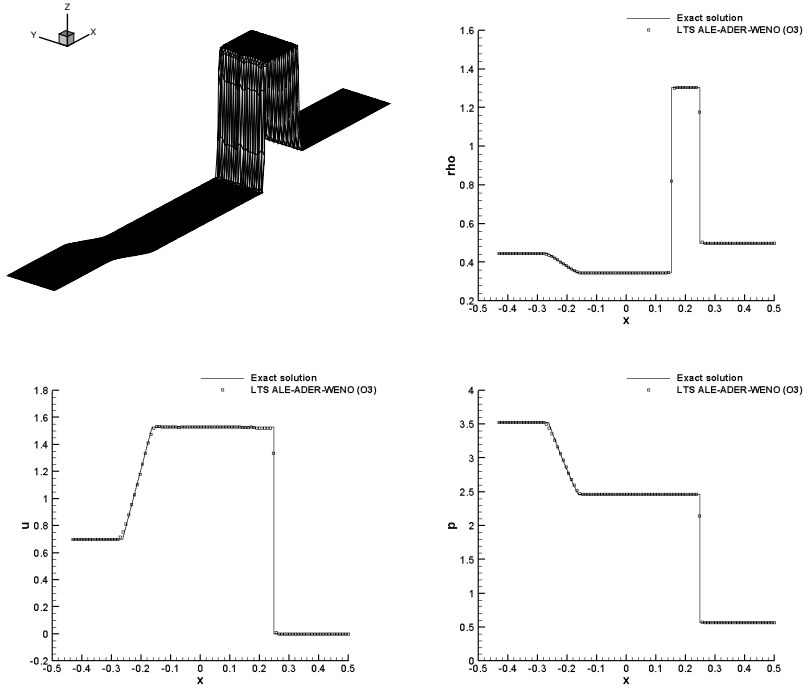 Z
Y
X
Exact solution
LTS ALE-ADER-WENO (O3)
rho
1.6
1.4
1.2
1
0.8
0.6
0.4
0.2
-0.5 -0.4 -0.3 -0.2 -0.1 0 0.1 0.2 0.3 0.4 0.5
x
Exact solution
LTS ALE-ADER-WENO (O3)
u
1.8
1.6
1.4
1.2
1
0.8
0.6
0.4
0.2
0
-0.2
-0.5 -0.4 -0.3 -0.2 -0.1 0 0.1 0.2 0.3 0.4 0.5
x
Exact solution
LTS ALE-ADER-WENO (O3)
p
4
3.5
3
2.5
2
1.5
1
0.5
0
-0.5 -0.4 -0.3 -0.2 -0.1 0 0.1 0.2 0.3 0.4 0.5
x